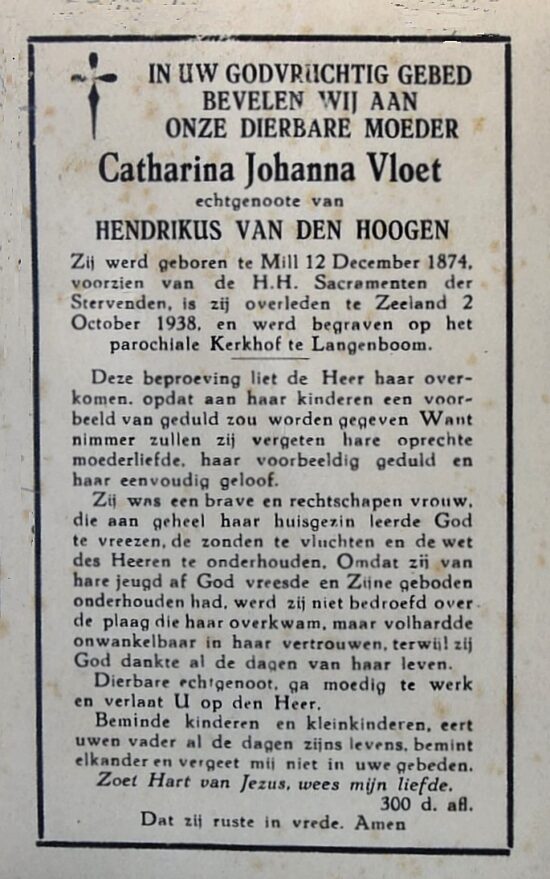 IN UW GODVRUCHTIG GEBED
BEVELEN WIJ AAN
ONZE DIERBARE MOEDER
Catharina Johanna Vloet
echtgenoote van
HENDRIKUS VAN DEN HOOGEN
Zij werd geboren te Mill 12 December 1874,
voorzien van de H.H. Sacramenten der
Stervenden, is zij overleden te Zeeland 2
October 1938, en werd begraven op het
parochiale Kerkhof te Langenboom.
Deze beproeving liet de Heer haar over-
komen. opdat aan haar kinderen een voor-
beeld van geduld zou worden gegeven Want
nimmer zullen zij vergeten hare oprechte
moederliefde, haar voorbeeldig geduld en
haar eenvoudig geloof.
Zij was een brave en rechtschapen vrouw,
die aan geheel haar huisgezin leerde God
te vreezen, de zonden te vluchten en de wet
des Heeren te onderhouden. Omdat zij van
hare jeugd af God vreesde en Zijne geboden
onderhouden had, werd zij niet bedroefd over
de plaag die haar overkwam, maar volhardde
onwankelbaar in haar vertrouwen, terwijl zij
God dankte al de dagen van haar leven.
Dierbare echtgenoot, ga moedig te werk
en verlaat U op den Heer.
Beminde kinderen en kleinkinderen, eert
uwen vader al de dagen zijns levens, bemint
elkander en vergeet mij niet in uwe gebeden.
Zoet Hart van Jezus, wees mijn liefde.
300 d. afl.
Dat zij ruste in vrede. Amen